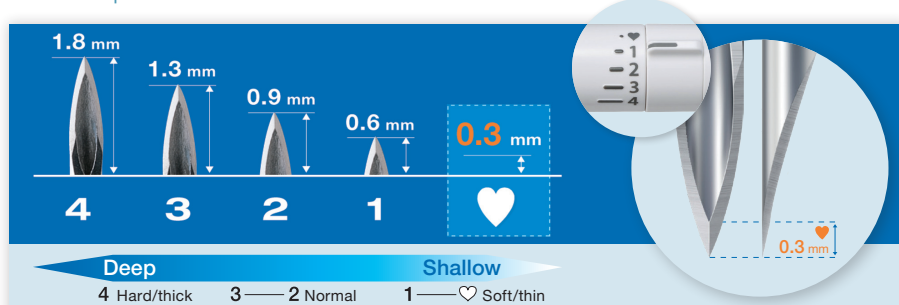 1.8 mm
1.3 mm
0.9 mm
0.6 mm
0.3 mm
4 3 2 1 ♥
♥
1
2
3
4
♥
0.3 mm
Deep Shallow
4 Hard/thick 3 — 2 Normal 1 — ♡ Soft/thin